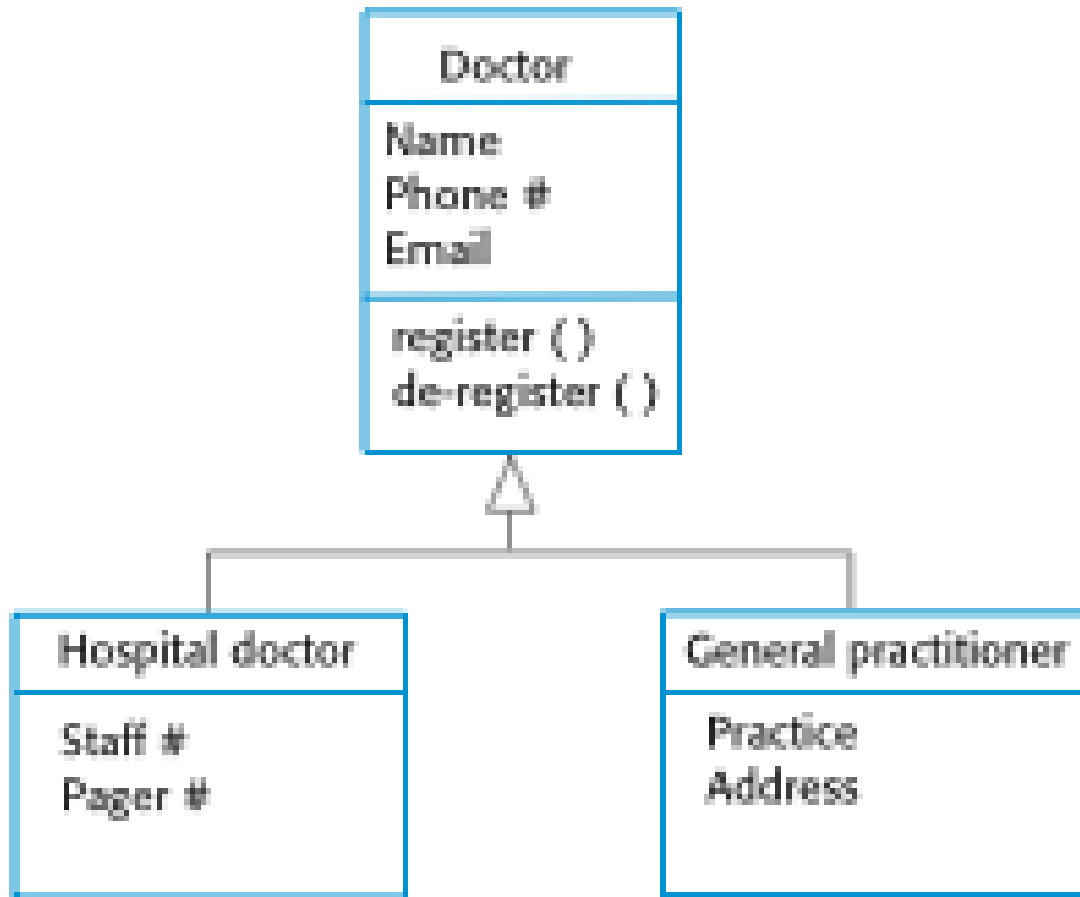 Doctor
Name
Phone #
Email
register ( )
de-register ( )
Hospital doctor
Staff #
Pager #
General practitioner
Practice
Address